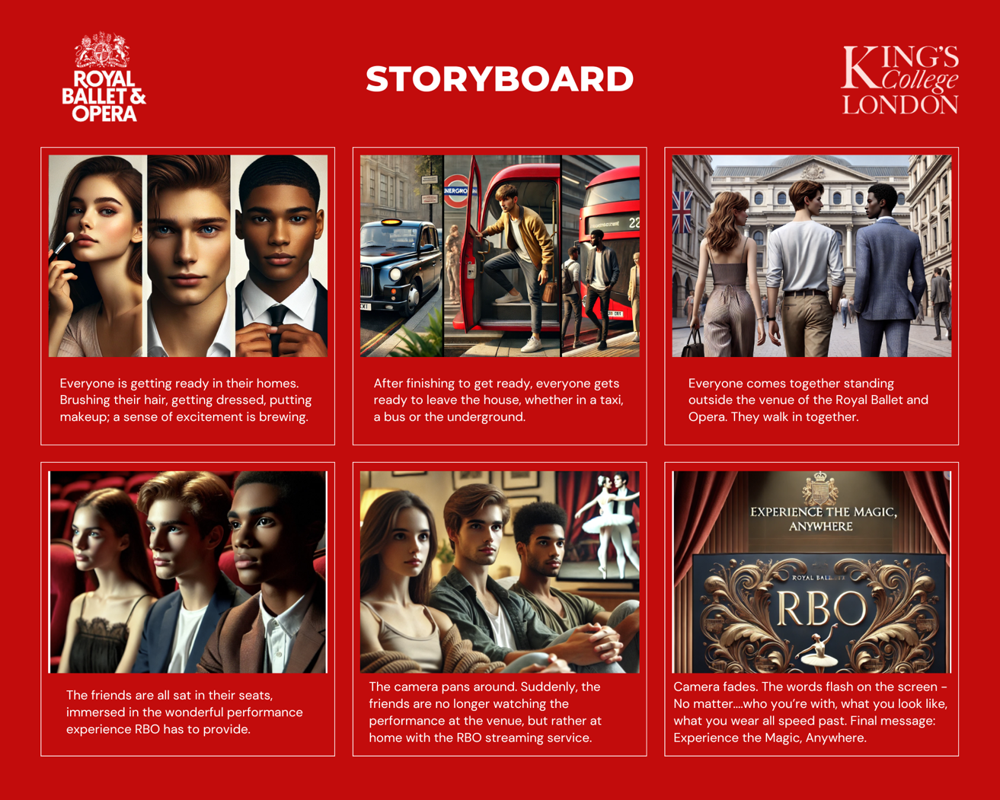 ROYAL
BALLET &
OPERA
STORYBOARD
KING'S
College
LONDON
NERGRO
22
Everyone is getting ready in their homes.
Brushing their hair, getting dressed, putting
makeup; a sense of excitement is brewing.
After finishing to get ready, everyone gets
ready to leave the house, whether in a taxi,
a bus or the underground.
Everyone comes together standing
outside the venue of the Royal Ballet and
Opera. They walk in together.
EXPERIENCE THE MAGIC,
ANYWHERE
ROYAL
RBO
The friends are all sat in their seats,
immersed in the wonderful performance
experience RBO has to provide.
The camera pans around. Suddenly, the
friends are no longer watching the
performance at the venue, but rather at
home with the RBO streaming service.
Camera fades. The words flash on the screen -
No matter....who you're with, what you look like,
what you wear all speed past. Final message:
Experience the Magic, Anywhere.